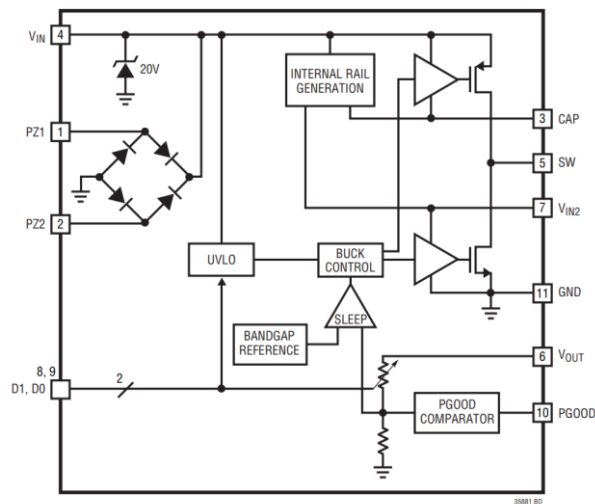 VIN
4
20V
INTERNAL RAIL
GENERATION
PZ1
1
3
CAP
5
SW
7
VIN2
PZ2
2
UVLO
BUCK
CONTROL
11
GND
SLEEP
BANDGAP
REFERENCE
6
VOUT
8, 9
D1, D0
2
PGOOD
COMPARATOR
10
PGOOD
35881 BD